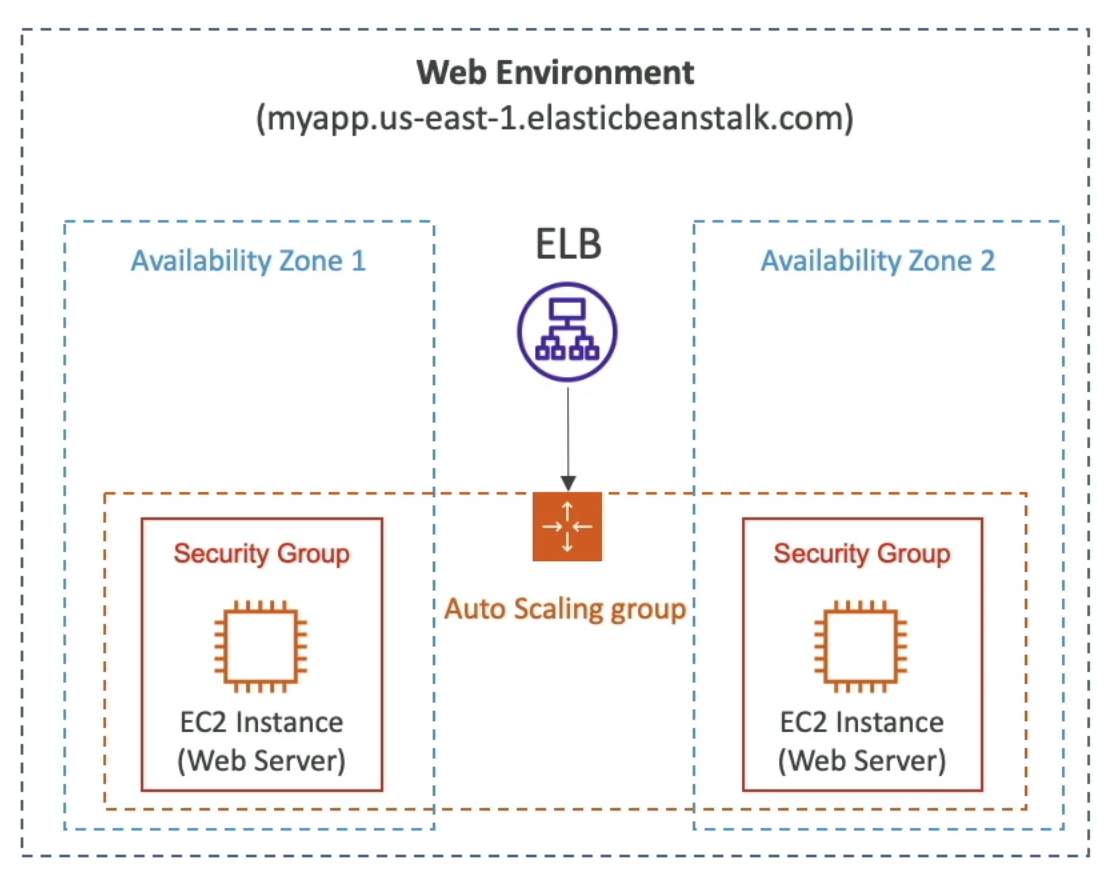 Web Environment
(myapp.us-east-1.elasticbeanstalk.com)
Availability Zone 1
ELB
Availability Zone 2
Security Group
EC2 Instance
(Web Server)
Auto Scaling group
Security Group
EC2 Instance
(Web Server)